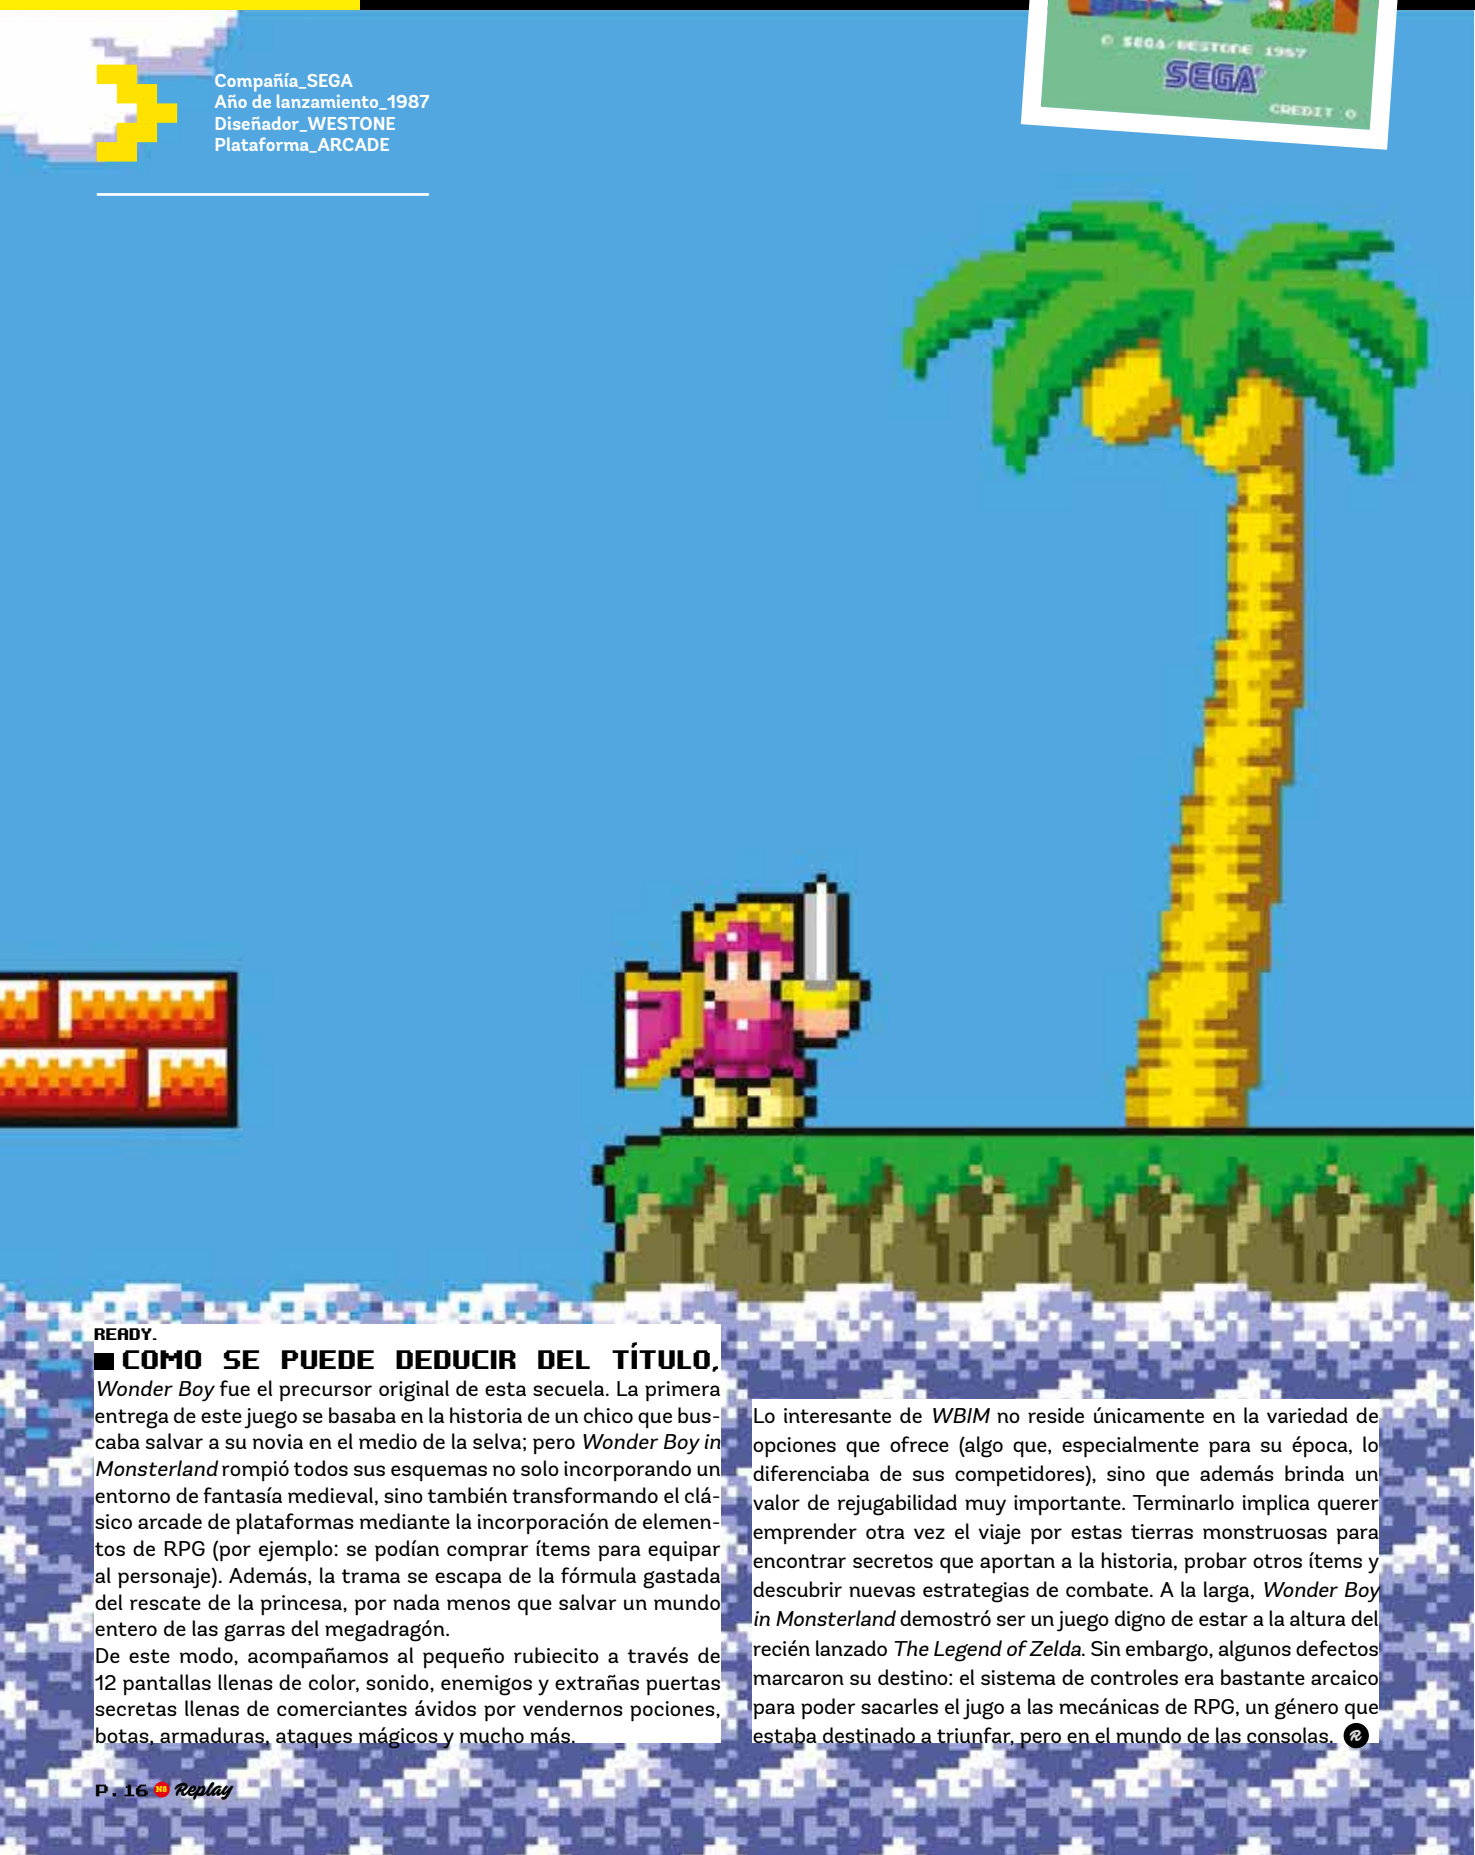 © SEGA/WESTONE 1987
SEGA
CREDIT 0
Compañía_SEGA
Año de lanzamiento_1987
Diseñador_WESTONE
Plataforma_ARCADE
READY.
COMO SE PUEDE DEDUCIR DEL TÍTULO,
Wonder Boy fue el precursor original de esta secuela. La primera
entrega de este juego se basaba en la historia de un chico que bus-
caba salvar a su novia en el medio de la selva; pero Wonder Boy in
Monsterland rompió todos sus esquemas no solo incorporando un
entorno de fantasía medieval, sino también transformando el clá-
sico arcade de plataformas mediante la incorporación de elemen-
tos de RPG (por ejemplo: se podían comprar ítems para equipar
al personaje). Además, la trama se escapa de la fórmula gastada
del rescate de la princesa, por nada menos que salvar un mundo
entero de las garras del megadragón.
De este modo, acompañamos al pequeño rubiecito a través de
12 pantallas llenas de color, sonido, enemigos y extrañas puertas
secretas llenas de comerciantes ávidos por vendernos pociones,
botas, armaduras, ataques mágicos y mucho más.
Lo interesante de WBIM no reside únicamente en la variedad de
opciones que ofrece (algo que, especialmente para su época, lo
diferenciaba de sus competidores), sino que además brinda un
valor de rejugabilidad muy importante. Terminarlo implica querer
emprender otra vez el viaje por estas tierras monstruosas para
encontrar secretos que aportan a la historia, probar otros ítems y
descubrir nuevas estrategias de combate. A la larga, Wonder Boy
in Monsterland demostró ser un juego digno de estar a la altura del
recién lanzado The Legend of Zelda. Sin embargo, algunos defectos
marcaron su destino: el sistema de controles era bastante arcaico
para poder sacarles el jugo a las mecánicas de RPG, un género que
estaba destinado a triunfar, pero en el mundo de las consolas. R
P. 16 N8 Replay